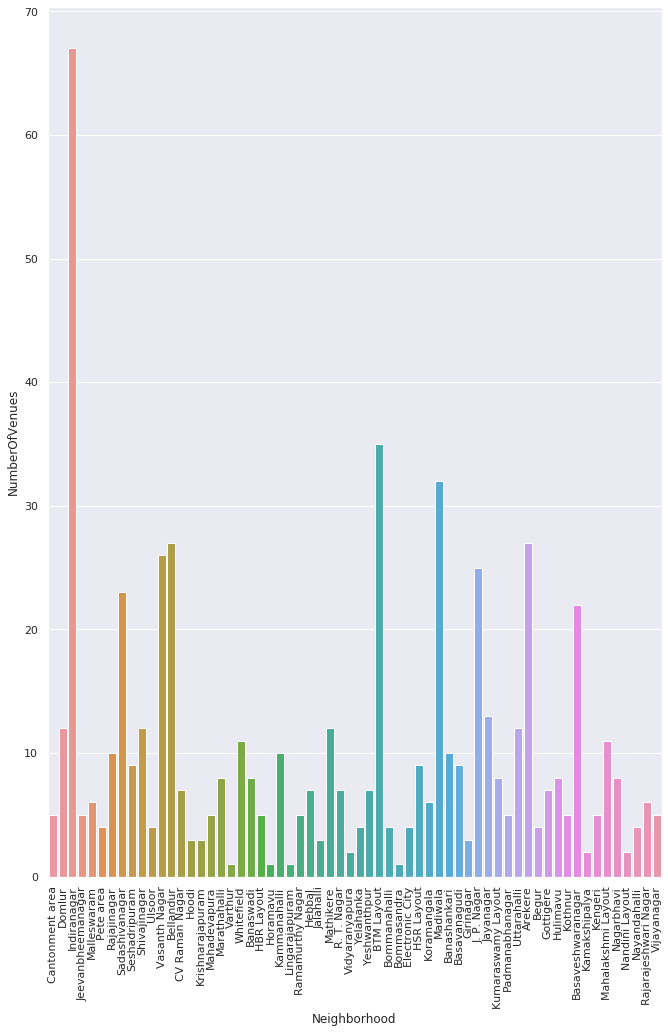 70
60
50
40
30
20
10
0
NumberOfVenues
Cantonment area
Domlur
Indiranagar
Jeevanbheemanagar
Malleswaram
Pete area
Rajajinagar
Sadashivanagar
Seshadripuram
Shivajinagar
Ulsoor
Vasanth Nagar
Bellandur
CV Raman Nagar
Hoodi
Krishnarajapuram
Mahadevapura
Marathahalli
Varthur
Whitefield
Banaswadi
HBR Layout
Horamavu
Kammanahalli
Lingarajapuram
Ramamurthy Nagar
Hebbal
Jalahalli
Mathikere
R. T. Nagar
Vidyaranyapura
Yelahanka
Yeshwanthpur
BTM Layout
Bommanahalli
Bommasandra
Electronic City
HSR Layout
Koramangala
Madiwala
Banashankari
Basavanagudi
Girinagar
J. P. Nagar
Jayanagar
Kumaraswamy Layout
Padmanabhanagar
Uttarahalli
Arekere
Begur
Gottigere
Hulimavu
Kothnur
Basaveshwaranagar
Kamakshipalya
Kengeri
Mahalakshmi Layout
Nagarbhavi
Nandini Layout
Nayandahalli
Rajarajeshwari Nagar
Vijayanagar
Neighborhood